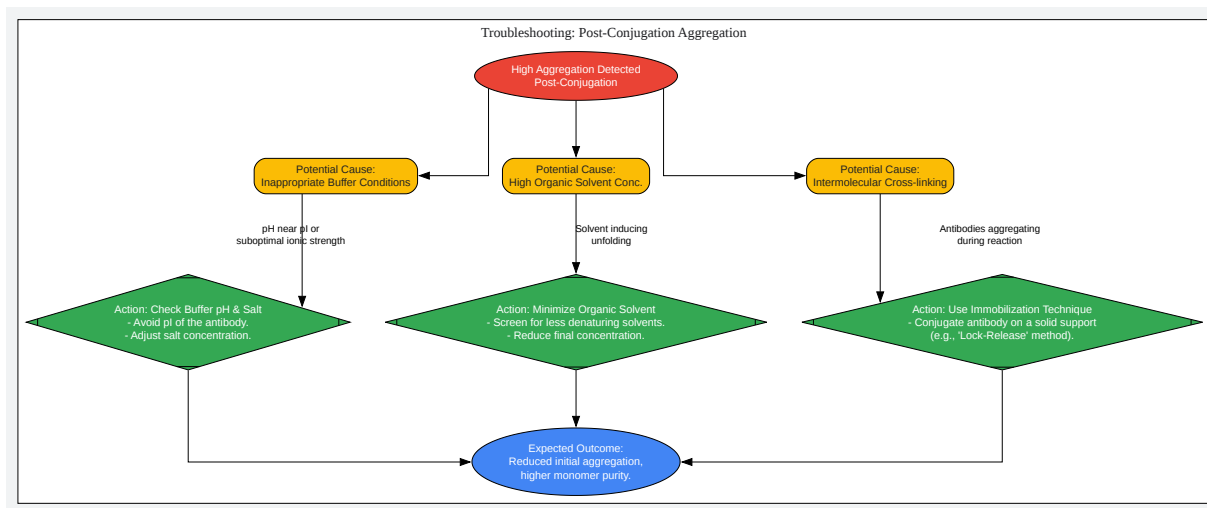 Troubleshooting: Post-Conjugation Aggregation
High Aggregation Detected
Post-Conjugation
Potential Cause:
Inappropriate Buffer Conditions
Potential Cause:
High Organic Solvent Conc.
Potential Cause:
Intermolecular Cross-linking
pH near pI or
suboptimal ionic strength
Solvent inducing
unfolding
Antibodies aggregating
during reaction
Action: Check Buffer pH & Salt
- Avoid pI of the antibody.
- Adjust salt concentration.
Action: Minimize Organic Solvent
- Screen for less denaturing solvents.
- Reduce final concentration.
Action: Use Immobilization Technique
- Conjugate antibody on a solid support
(e.g., 'Lock-Release' method).
Expected Outcome:
Reduced initial aggregation,
higher monomer purity.